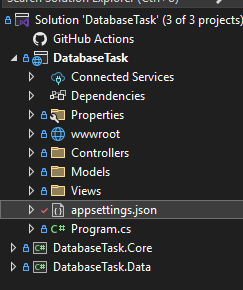 Solution 'DatabaseTask' (3 of 3 projects)
GitHub Actions
DatabaseTask
Connected Services
Dependencies
Properties
wwwroot
Controllers
Models
Views
appsettings.json
Program.cs
DatabaseTask.Core
DatabaseTask.Data